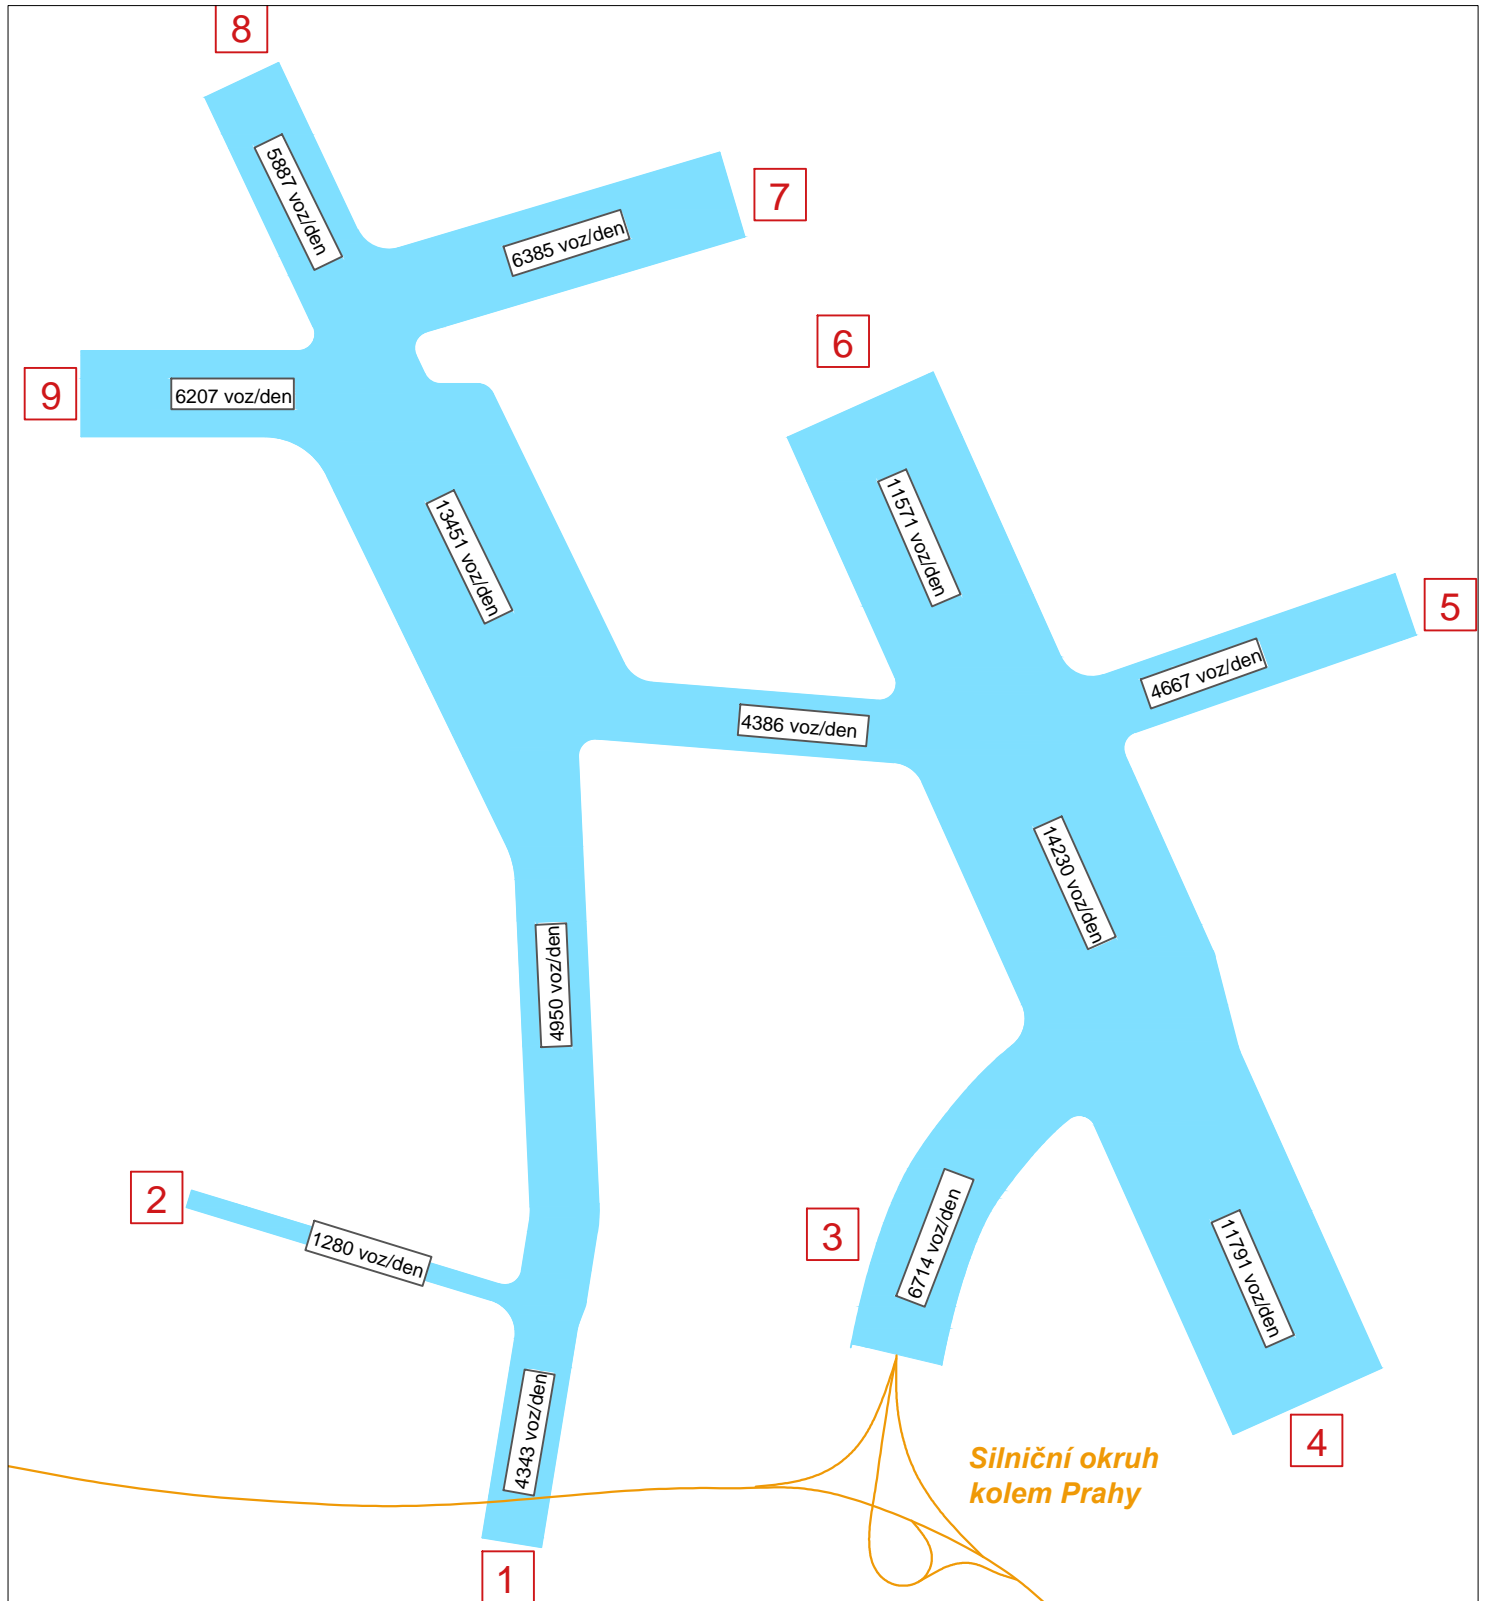 8
5887 voz/den
7
6385 voz/den
6
9
6207 voz/den
13451 voz/den
11571 voz/den
5
4667 voz/den
4386 voz/den
14230 voz/den
4950 voz/den
2
1280 voz/den
3
6714 voz/den
11791 voz/den
4343 voz/den
4
Silniční okruh
kolem Prahy
1